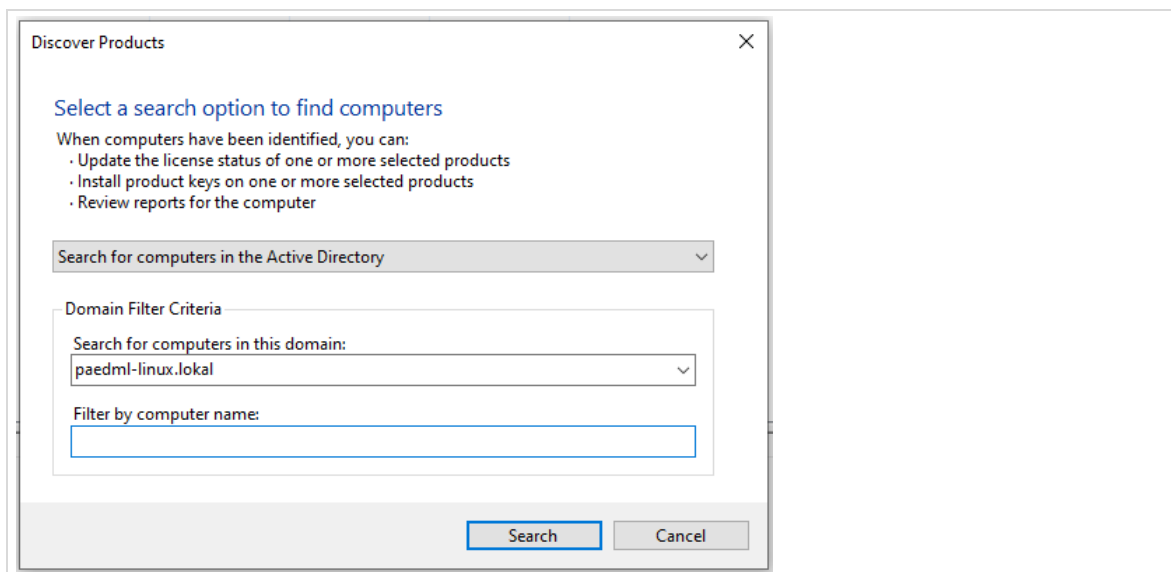 Discover Products
Select a search option to find computers
When computers have been identified, you can:
· Update the license status of one or more selected products
· Install product keys on one or more selected products
· Review reports for the computer
Search for computers in the Active Directory
Domain Filter Criteria
Search for computers in this domain:
paedml-linux.lokal
Filter by computer name:
Search Cancel